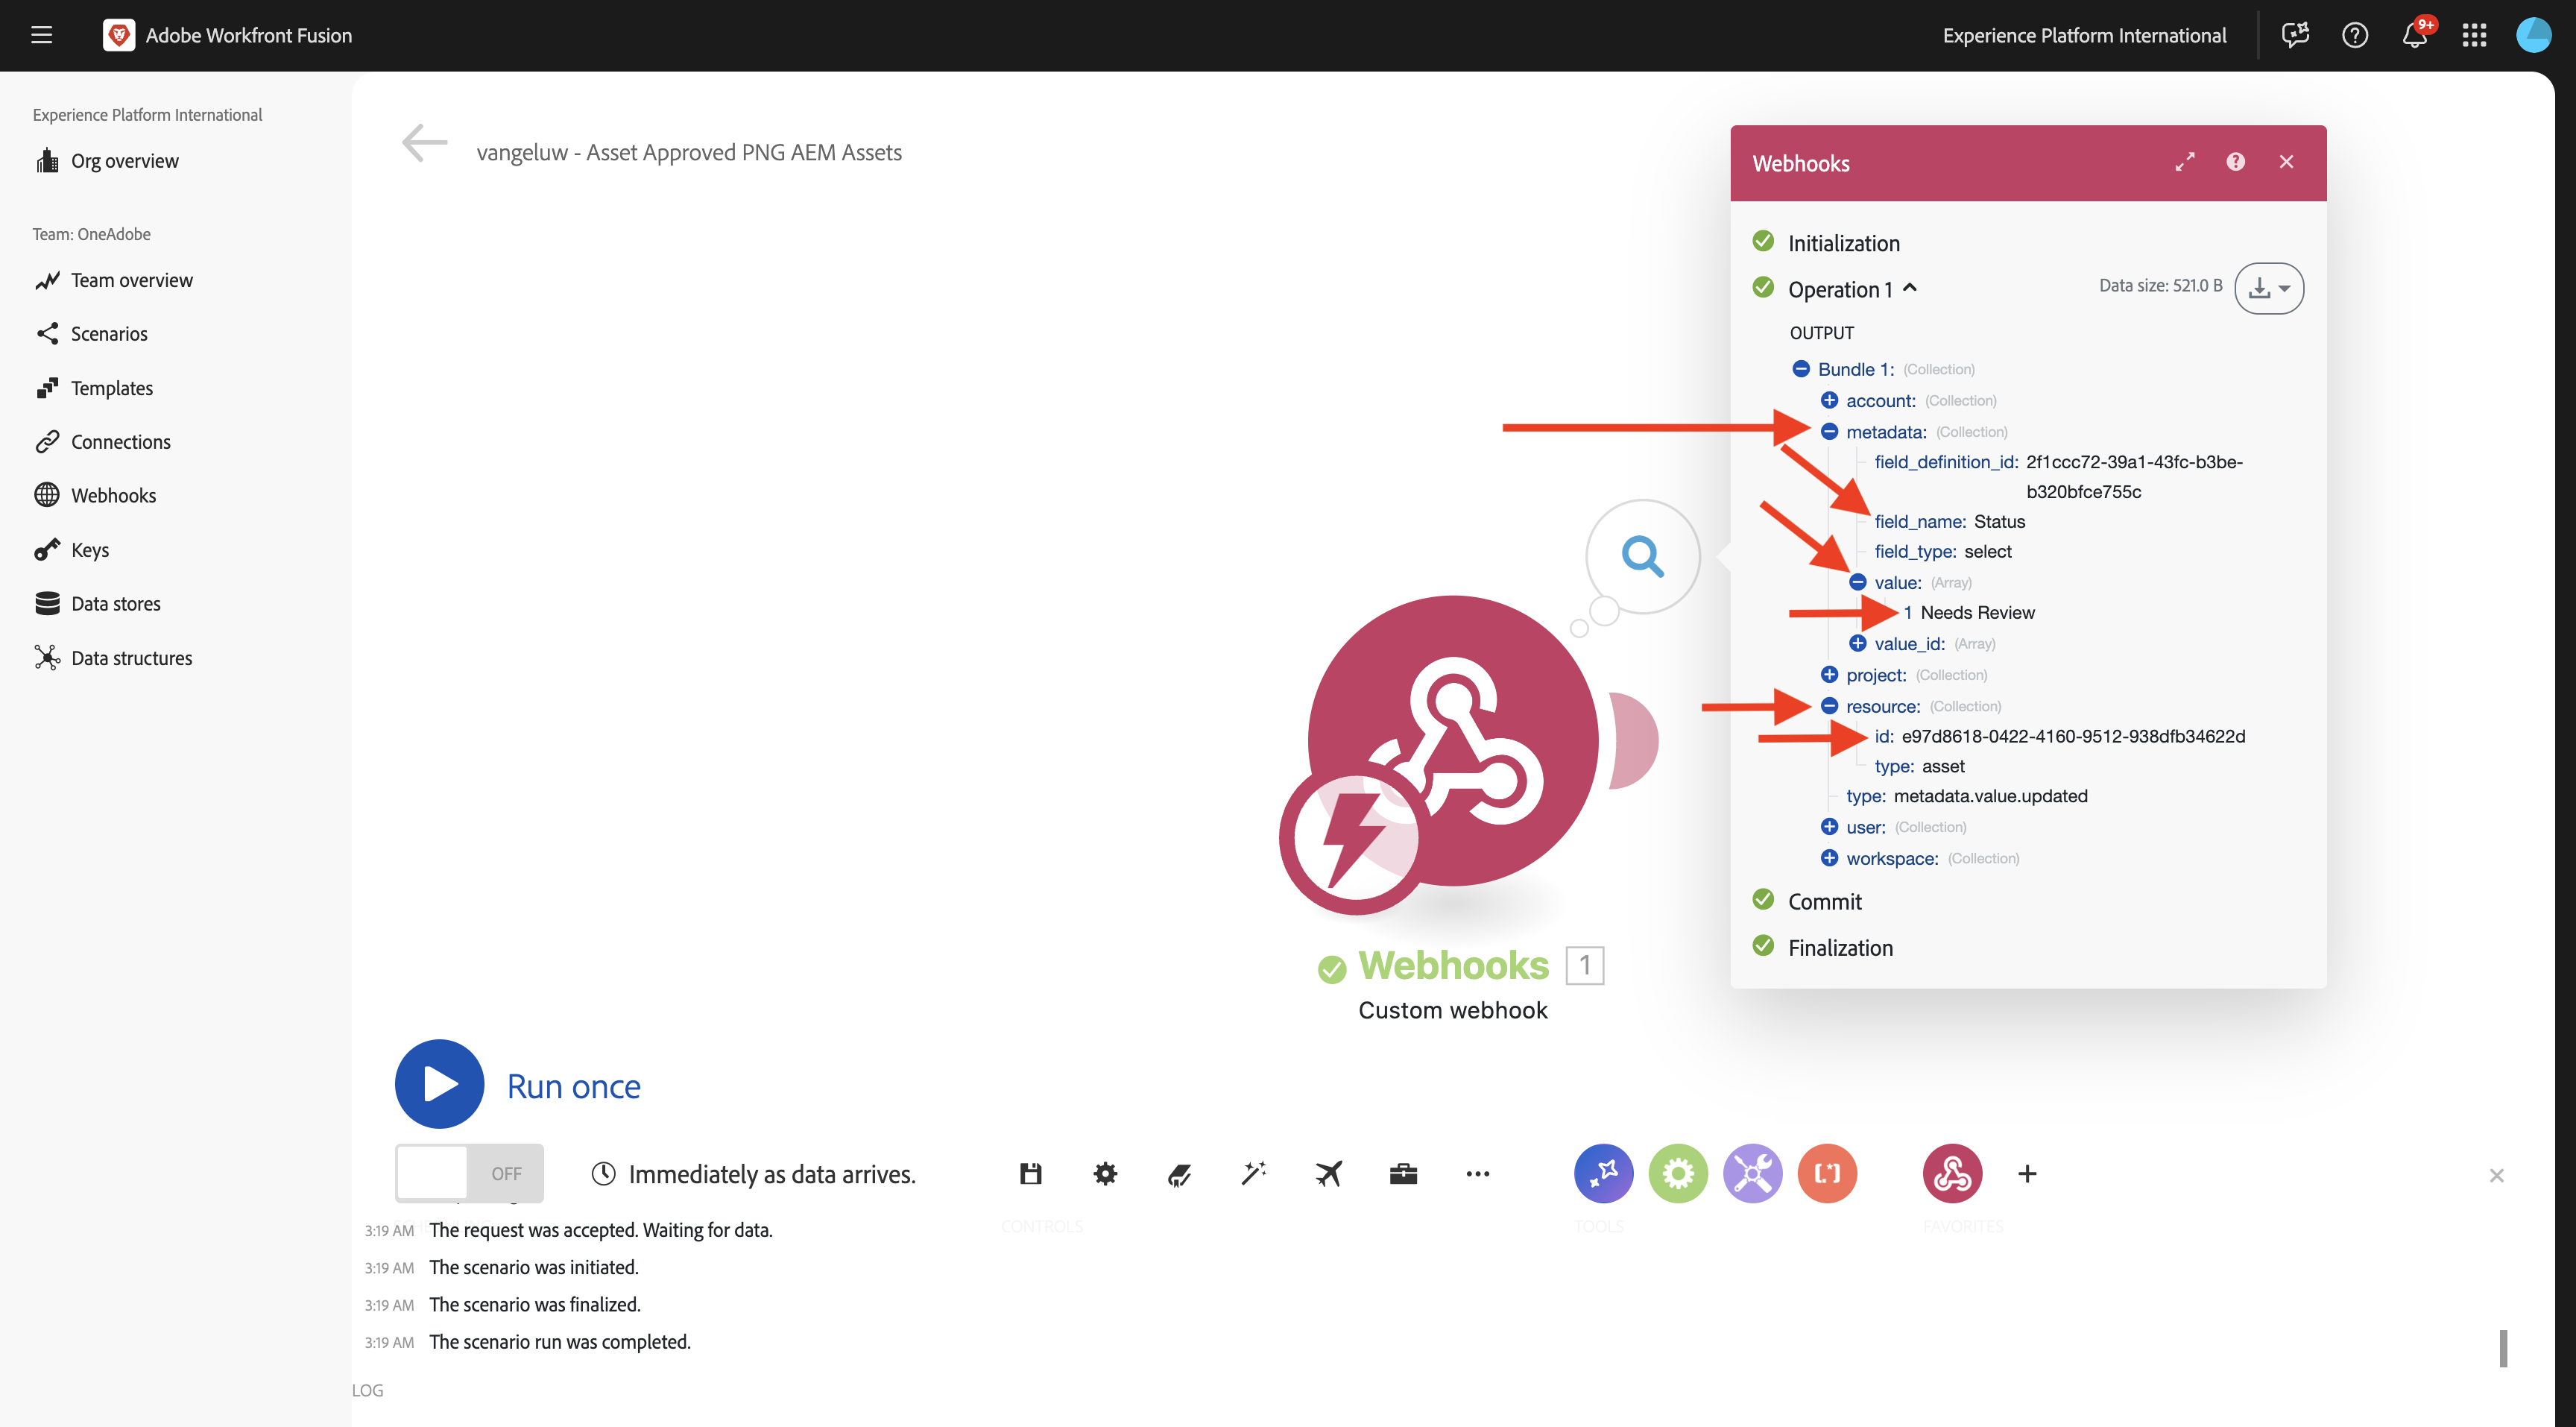 Adobe Workfront Fusion
Experience Platform International
9+
Experience Platform International
Org overview
Team: OneAdobe
Team overview
Scenarios
Templates
Connections
Webhooks
Keys
Data stores
Data structures
vangeluw - Asset Approved PNG AEM Assets
Webhooks
Initialization
Operation 1
Data size: 521.0 B
OUTPUT
Bundle 1: (Collection)
account: (Collection)
metadata: (Collection)
field_definition_id: 2f1ccc72-39a1-43fc-b3be-
b320bfce755c
field_name: Status
field_type: select
value: (Array)
1 Needs Review
value_id: (Array)
project: (Collection)
resource: (Collection)
id: e97d8618-0422-4160-9512-938dfb34622d
type: asset
type: metadata.value.updated
user: (Collection)
workspace: (Collection)
Commit
Finalization
Webhooks 1
Custom webhook
Run once
OFF
Immediately as data arrives.
CONTROLS
TOOLS
FAVORITES
3:19 AM The request was accepted. Waiting for data.
3:19 AM The scenario was initiated.
3:19 AM The scenario was finalized.
3:19 AM The scenario run was completed.
LOG